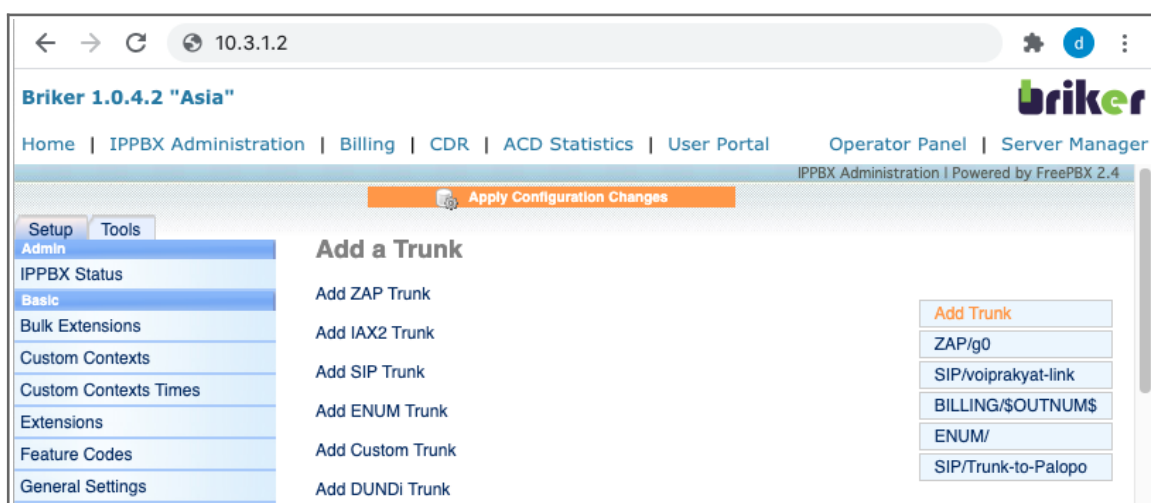 10.3.1.2
d
Briker 1.0.4.2 "Asia"
briker
Home | IPPBX Administration | Billing | CDR | ACD Statistics | User Portal Operator Panel | Server Manager
IPPBX Administration | Powered by FreePBX 2.4
Apply Configuration Changes
Setup Tools
Admin
IPPBX Status
Basic
Bulk Extensions
Custom Contexts
Custom Contexts Times
Extensions
Feature Codes
General Settings
Add a Trunk
Add ZAP Trunk
Add IAX2 Trunk
Add SIP Trunk
Add ENUM Trunk
Add Custom Trunk
Add DUNDi Trunk
Add Trunk
ZAP/g0
SIP/voiprakyat-link
BILLING/$OUTNUM$
ENUM/
SIP/Trunk-to-Palopo